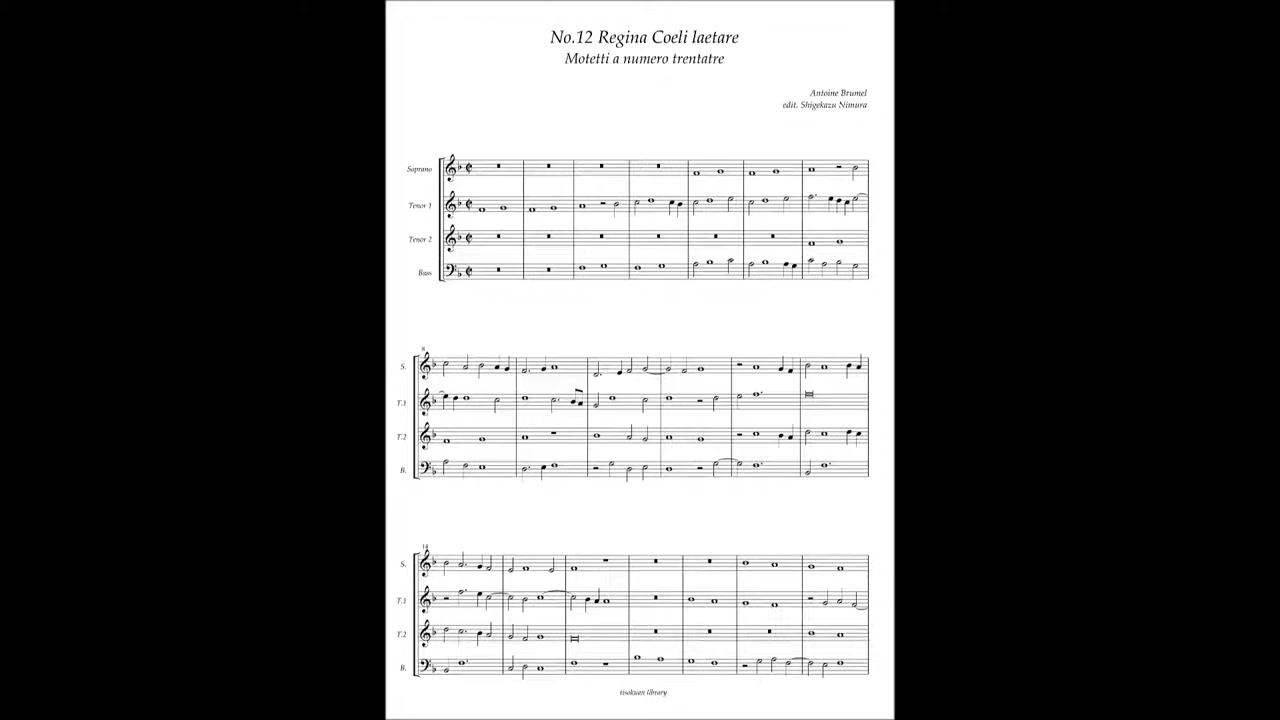 No.12 Regina Coeli laetare
Motetti a numero trentatre
Antoine Brumel
edit. Shigekazu Nimura
Soprano
Tenor 1
Tenor 2
Bass
8
S.
T.1
T.2
B.
14
S.
T.1
T.2
B.
tisokuan library